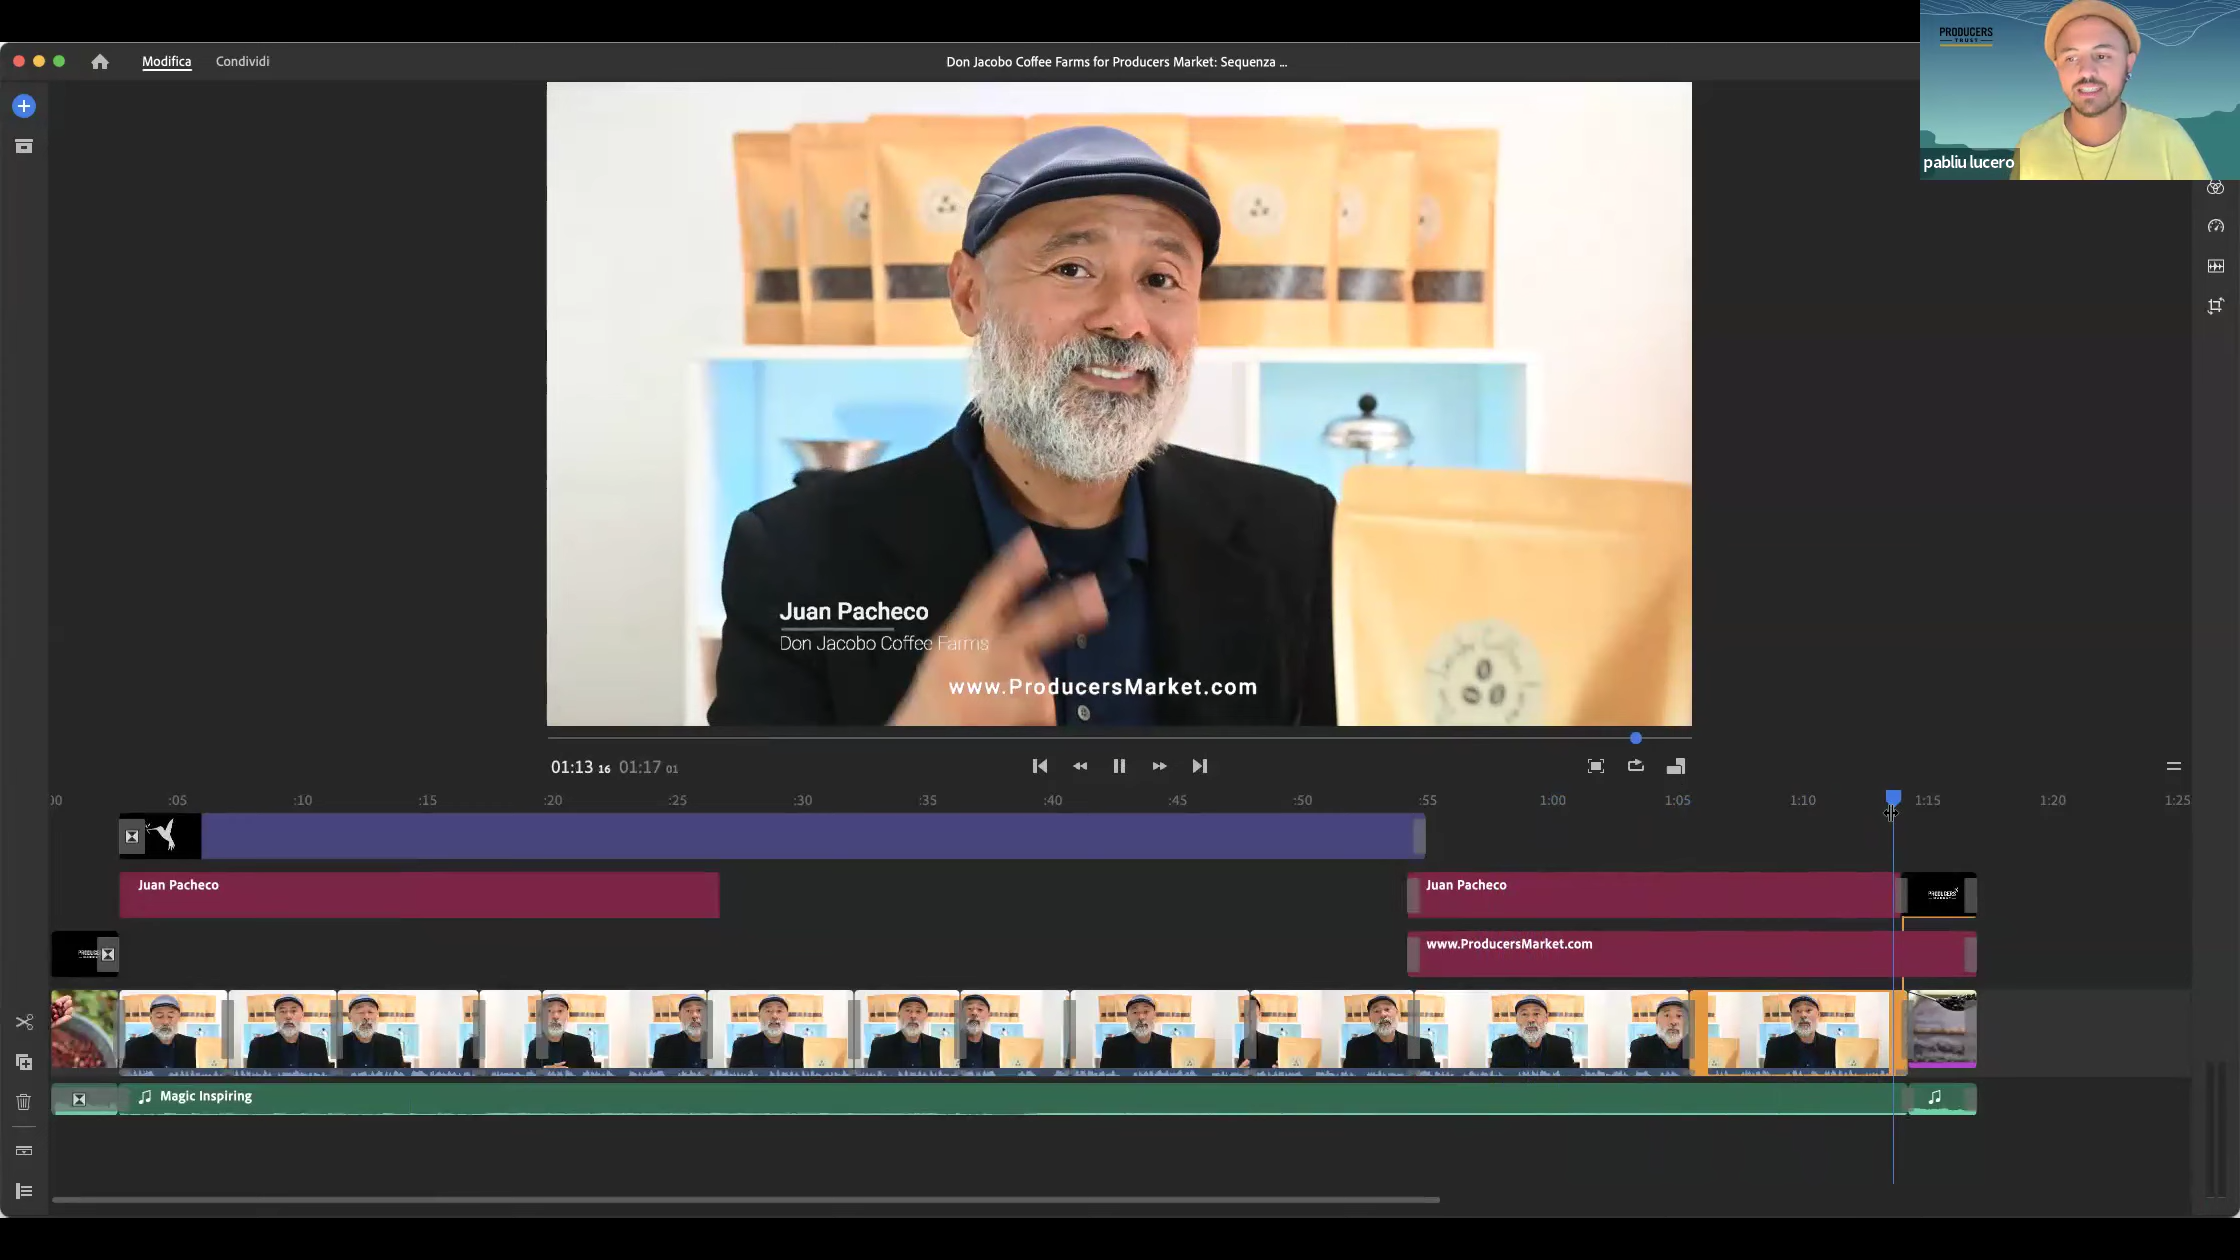 Modifica Condividi
Don Jacobo Coffee Farms for Producers Market: Sequenza ...
PRODUCERS
TRUST
pabliu lucero
Juan Pacheco
Don Jacobo Coffee Farms
www.ProducersMarket.com
01:13 16 01:17 01
00 :05 :10 :15 :20 :25 :30 :35 :40 :45 :50 :55 1:00 1:05 1:10 1:15 1:20 1:25
Juan Pacheco
Juan Pacheco
PRODUCERS
www.ProducersMarket.com
Magic Inspiring